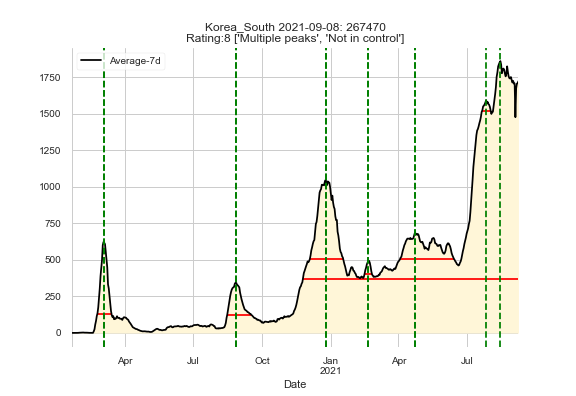 Korea_South 2021-09-08: 267470
Rating:8 ['Multiple peaks', 'Not in control']
Average-7d
1750
1500
1250
1000
750
500
250
0
Apr Jul Oct Jan Apr Jul
2021
Date